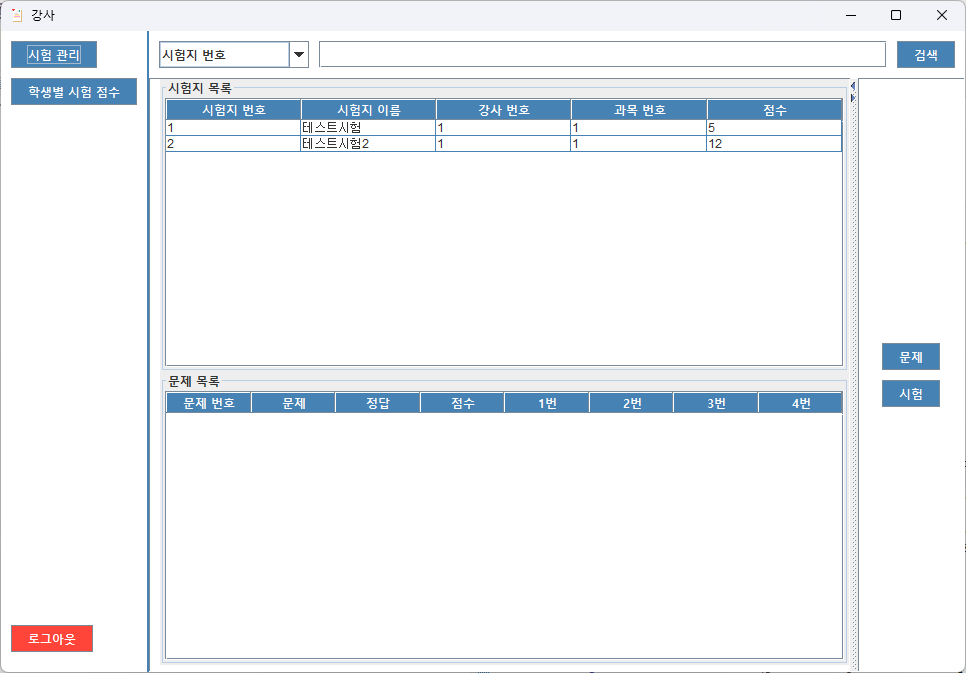 강사
시험 관리
학생별 시험 점수
시험지 번호
검색
시험지 목록
시험지 번호 시험지 이름 강사 번호 과목 번호 점수
1 테스트시험 1 1 5
2 테스트시험2 1 1 12
문제
시험
문제 목록
문제 번호 문제 정답 점수 1번 2번 3번 4번
로그아웃